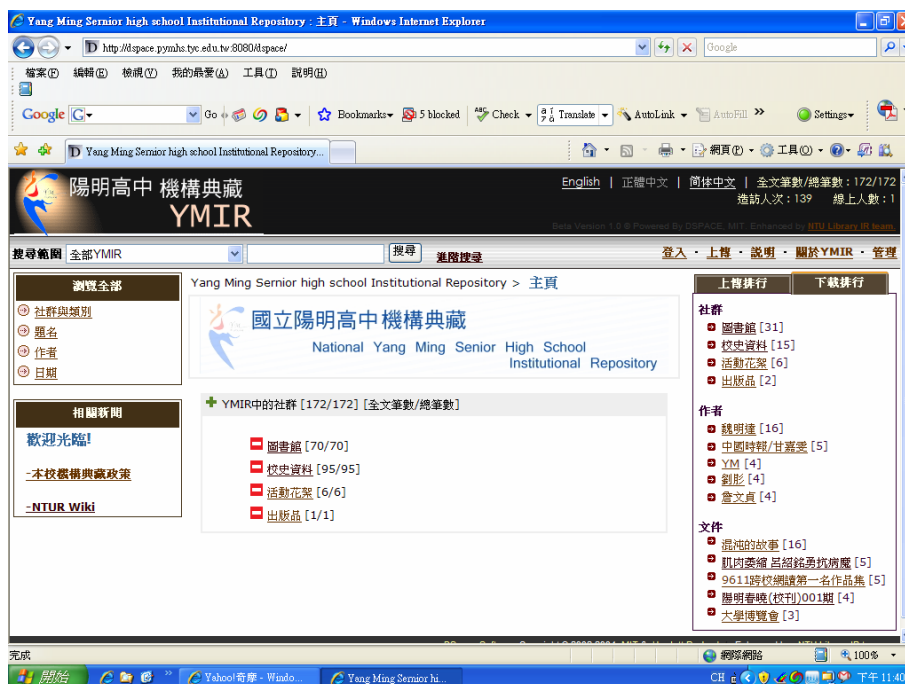 Yang Ming Sernior high school Institutional Repository : 主頁 - Windows Internet Explorer
http://dspace.pymhs.tyc.edu.tw:8080/dspace/
Google
檔案(F) 編輯(E) 檢視(V) 我的最愛(A) 工具(T) 說明(H)
Google G Go Bookmarks 5 blocked Check Translate AutoLink AutoFill Settings
Yang Ming Sernior high school Institutional Repository...
網頁(P) 工具(O)
陽明高中 機構典藏
YMIR
English | 正體中文 | 简体中文 | 全文筆數/總筆數 : 172/172
造訪人次 : 139 線上人數 : 1
Beta Version 1.0 ® Powered By DSPACE, MIT. Enhanced by NTU Library IR team.
搜尋範圍 全部YMIR 搜尋 進階搜尋
登入 · 上傳 · 說明 · 關於YMIR · 管理
瀏覽全部
社群與類別
題名
作者
日期
相關新聞
歡迎光臨!
-本校機構典藏政策
-NTUR Wiki
Yang Ming Sernior high school Institutional Repository > 主頁
國立陽明高中機構典藏
National Yang Ming Senior High School
Institutional Repository
YMIR中的社群 [172/172] [全文筆數/總筆數]
圖書館 [70/70]
校史資料 [95/95]
活動花絮 [6/6]
出版品 [1/1]
上傳排行 下載排行
社群
圖書館 [31]
校史資料 [15]
活動花絮 [6]
出版品 [2]
作者
魏明達 [16]
中國時報/甘嘉雯 [5]
YM [4]
劉彤 [4]
詹文貞 [4]
文件
混沌的故事 [16]
肌肉萎縮 呂紹銘勇抗病魔 [5]
9611跨校網讀第一名作品集 [5]
陽明春曉(校刊)001期 [4]
大學博覽會 [3]
完成
網際網路 100%
開始 Yahoo!奇摩 - Windo... Yang Ming Sernior hi... CH 下午 11:40